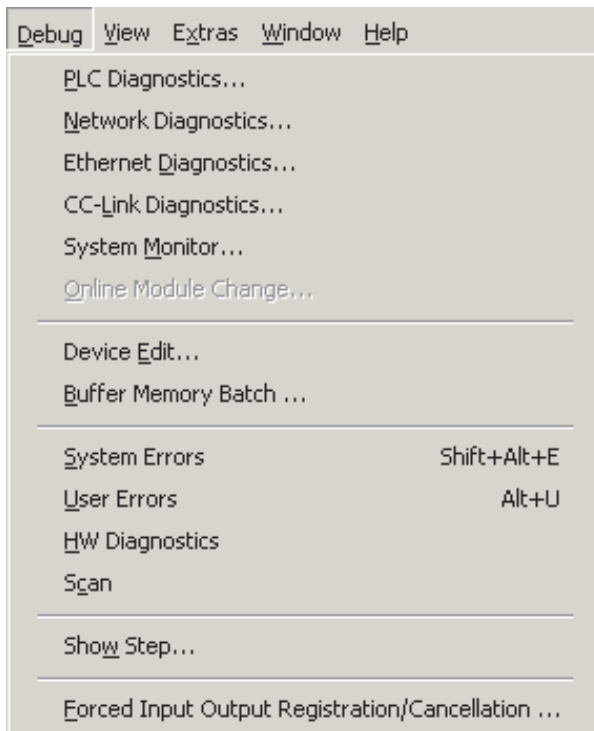 Debug View Extras Window Help
PLC Diagnostics...
Network Diagnostics...
Ethernet Diagnostics...
CC-Link Diagnostics...
System Monitor...
Online Module Change...
Device Edit...
Buffer Memory Batch ...
System Errors Shift+Alt+E
User Errors Alt+U
HW Diagnostics
Scan
Show Step...
Forced Input Output Registration/Cancellation ...